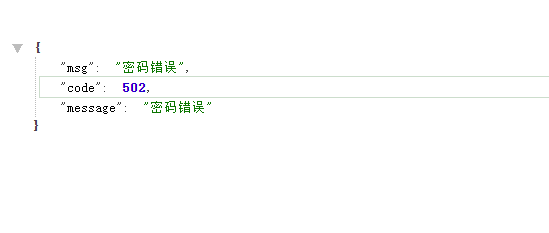 {
"msg": "密码错误",
"code": 502,
"message": "密码错误"
}